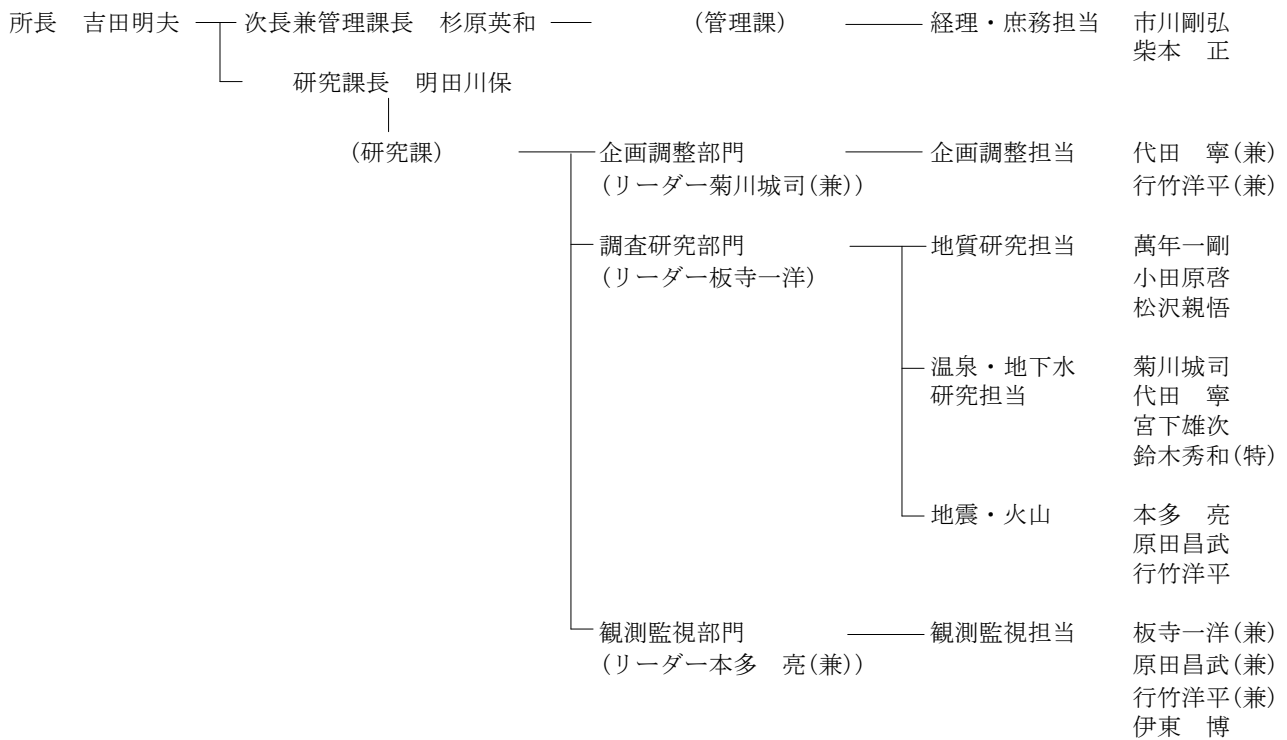 所長　吉田明夫　次長兼管理課長　杉原英和　(管理課)　経理・庶務担当　市川剛弘
柴本　正
研究課長　明田川保
(研究課)　企画調整部門　企画調整担当　代田　寧(兼)
(リーダー菊川城司(兼))　行竹洋平(兼)
調査研究部門　地質研究担当　萬年一剛
(リーダー板寺一洋)　小田原啓
松沢親悟
温泉・地下水　菊川城司
研究担当　代田　寧
宮下雄次
鈴木秀和(特)
地震・火山　本多　亮
原田昌武
行竹洋平
観測監視部門　観測監視担当　板寺一洋(兼)
(リーダー本多　亮(兼))　原田昌武(兼)
行竹洋平(兼)
伊東　博